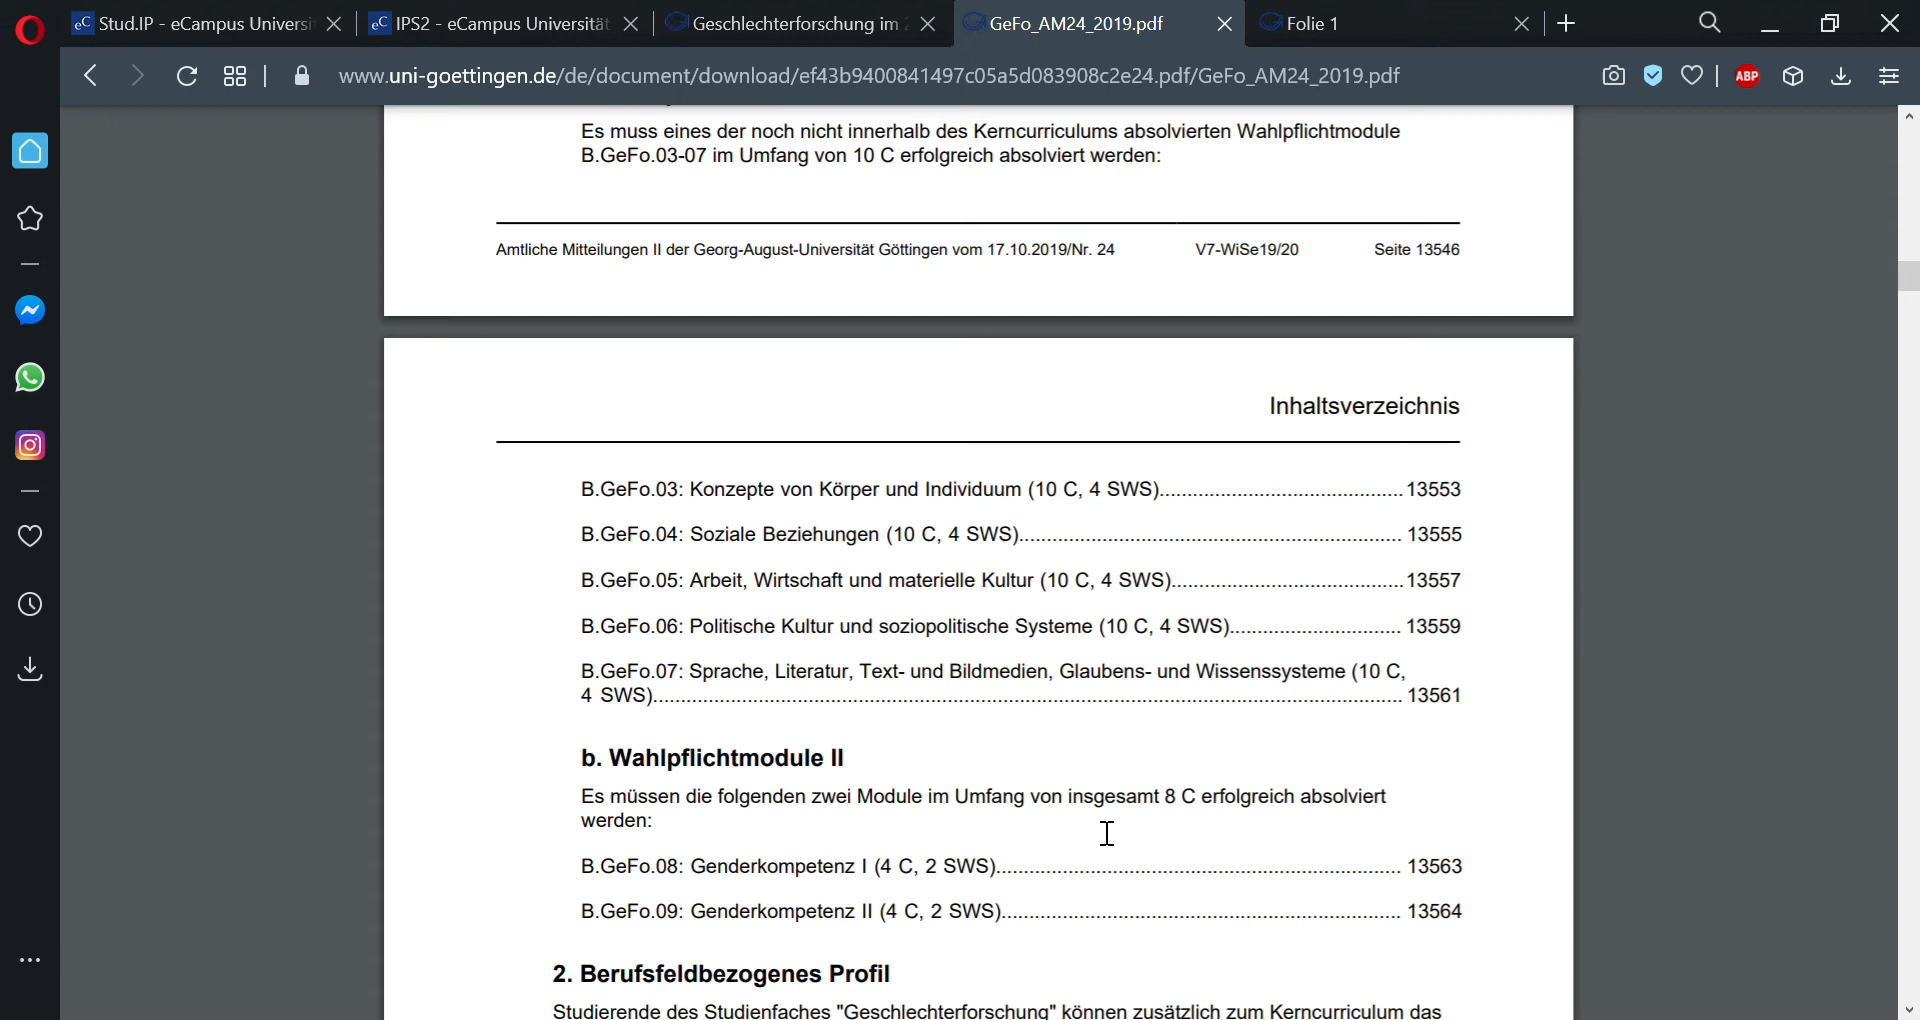 Stud.IP - eCampus Universi
IPS2 - eCampus Universität
Geschlechterforschung im 2
GeFo_AM24_2019.pdf
Folie 1
www.uni-goettingen.de/de/document/download/ef43b9400841497c05a5d083908c2e24.pdf/GeFo_AM24_2019.pdf
ABP
Es muss eines der noch nicht innerhalb des Kerncurriculums absolvierten Wahlpflichtmodule
B.GeFo.03-07 im Umfang von 10 C erfolgreich absolviert werden:
Amtliche Mitteilungen II der Georg-August-Universität Göttingen vom 17.10.2019/Nr. 24 V7-WiSe19/20 Seite 13546
Inhaltsverzeichnis
B.GeFo.03: Konzepte von Körper und Individuum (10 C, 4 SWS)........................................... 13553
B.GeFo.04: Soziale Beziehungen (10 C, 4 SWS)..................................................................... 13555
B.GeFo.05: Arbeit, Wirtschaft und materielle Kultur (10 C, 4 SWS)......................................... 13557
B.GeFo.06: Politische Kultur und soziopolitische Systeme (10 C, 4 SWS).............................. 13559
B.GeFo.07: Sprache, Literatur, Text- und Bildmedien, Glaubens- und Wissenssysteme (10 C,
4 SWS).................................................................................................................................... 13561
b. Wahlpflichtmodule II
Es müssen die folgenden zwei Module im Umfang von insgesamt 8 C erfolgreich absolviert
werden:
B.GeFo.08: Genderkompetenz I (4 C, 2 SWS)........................................................................ 13563
B.GeFo.09: Genderkompetenz II (4 C, 2 SWS)....................................................................... 13564
2. Berufsfeldbezogenes Profil
Studierende des Studienfaches "Geschlechterforschung" können zusätzlich zum Kerncurriculum das